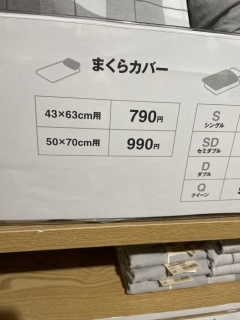 まくらカバー
43×63cm用 790円
50×70cm用 990円
S
シングル
SD
セミダブル
D
ダブル
Q
クイーン